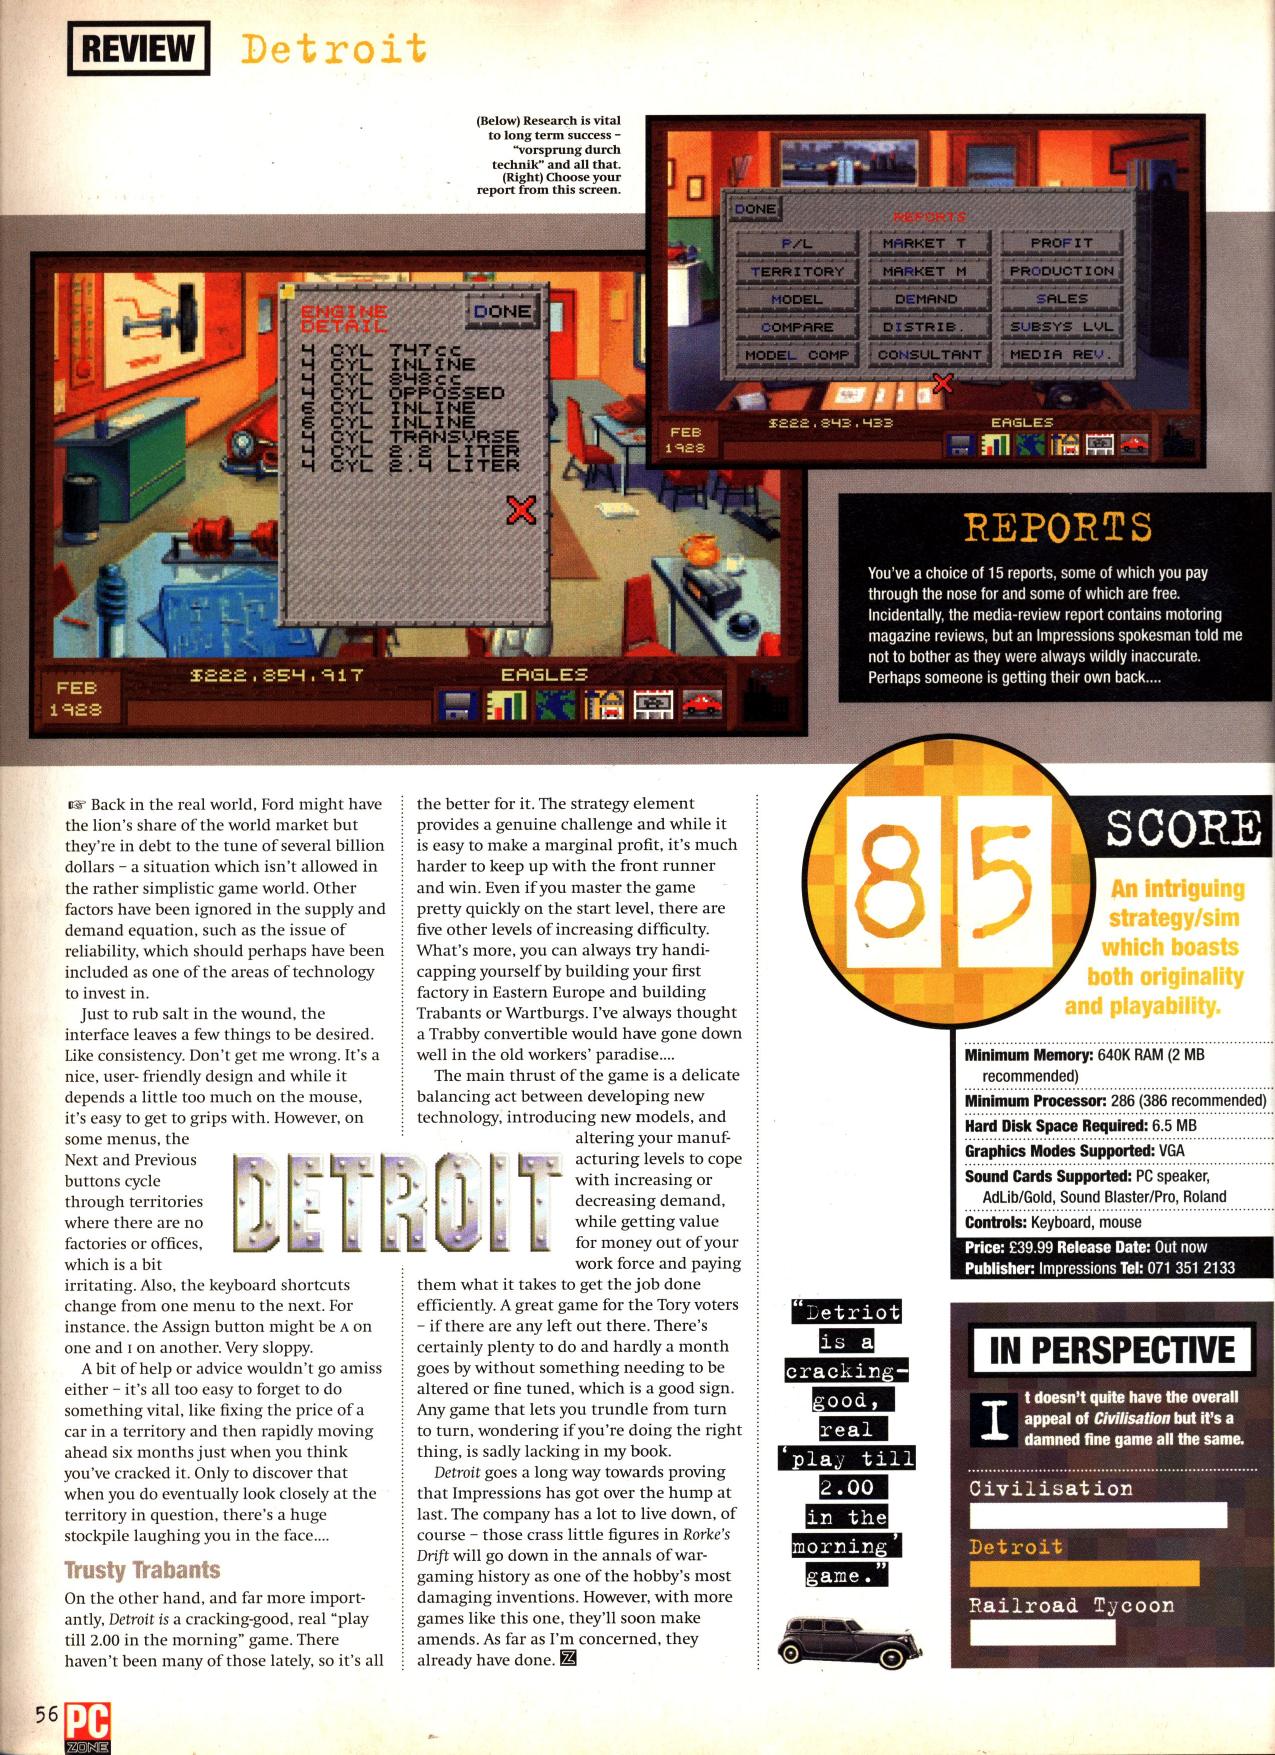 REVIEW Detroit
(Below) Research is vital
to long term success –
"vorsprung durch
technik" and all that.
(Right) Choose your
report from this screen.
DONE
REPORTS
P/L MARKET T PROFIT
TERRITORY MARKET M PRODUCTION
MODEL DEMAND SALES
COMPARE DISTRIB. SUBSYS LVL
MODEL COMP CONSULTANT MEDIA REV.
$222,843,433 EAGLES
FEB
1928
ENGINE
DETAIL
DONE
4 CYL 747cc
4 CYL INLINE
4 CYL 848cc
4 CYL OPPOSSED
6 CYL INLINE
6 CYL INLINE
4 CYL TRANSVRSE
4 CYL 2.2 LITER
4 CYL 2.4 LITER
$222,854,917 EAGLES
FEB
1928
REPORTS
You've a choice of 15 reports, some of which you pay
through the nose for and some of which are free.
Incidentally, the media-review report contains motoring
magazine reviews, but an Impressions spokesman told me
not to bother as they were always wildly inaccurate.
Perhaps someone is getting their own back....
☞ Back in the real world, Ford might have
the lion's share of the world market but
they're in debt to the tune of several billion
dollars – a situation which isn't allowed in
the rather simplistic game world. Other
factors have been ignored in the supply and
demand equation, such as the issue of
reliability, which should perhaps have been
included as one of the areas of technology
to invest in.
Just to rub salt in the wound, the
interface leaves a few things to be desired.
Like consistency. Don't get me wrong. It's a
nice, user- friendly design and while it
depends a little too much on the mouse,
it's easy to get to grips with. However, on
some menus, the
Next and Previous
buttons cycle
through territories
where there are no
factories or offices,
which is a bit
irritating. Also, the keyboard shortcuts
change from one menu to the next. For
instance. the Assign button might be A on
one and I on another. Very sloppy.
A bit of help or advice wouldn't go amiss
either – it's all too easy to forget to do
something vital, like fixing the price of a
car in a territory and then rapidly moving
ahead six months just when you think
you've cracked it. Only to discover that
when you do eventually look closely at the
territory in question, there's a huge
stockpile laughing you in the face....
Trusty Trabants
On the other hand, and far more import-
antly, Detroit is a cracking-good, real "play
till 2.00 in the morning" game. There
haven't been many of those lately, so it's all
the better for it. The strategy element
provides a genuine challenge and while it
is easy to make a marginal profit, it's much
harder to keep up with the front runner
and win. Even if you master the game
pretty quickly on the start level, there are
five other levels of increasing difficulty.
What's more, you can always try handi-
capping yourself by building your first
factory in Eastern Europe and building
Trabants or Wartburgs. I've always thought
a Trabby convertible would have gone down
well in the old workers' paradise....
The main thrust of the game is a delicate
balancing act between developing new
technology, introducing new models, and
altering your manuf-
acturing levels to cope
with increasing or
decreasing demand,
while getting value
for money out of your
work force and paying
them what it takes to get the job done
efficiently. A great game for the Tory voters
– if there are any left out there. There's
certainly plenty to do and hardly a month
goes by without something needing to be
altered or fine tuned, which is a good sign.
Any game that lets you trundle from turn
to turn, wondering if you're doing the right
thing, is sadly lacking in my book.
Detroit goes a long way towards proving
that Impressions has got over the hump at
last. The company has a lot to live down, of
course – those crass little figures in Rorke's
Drift will go down in the annals of war-
gaming history as one of the hobby's most
damaging inventions. However, with more
games like this one, they'll soon make
amends. As far as I'm concerned, they
already have done. Z
DETROIT
85
SCORE
An intriguing
strategy/sim
which boasts
both originality
and playability.
Minimum Memory: 640K RAM (2 MB
recommended)
Minimum Processor: 286 (386 recommended)
Hard Disk Space Required: 6.5 MB
Graphics Modes Supported: VGA
Sound Cards Supported: PC speaker,
AdLib/Gold, Sound Blaster/Pro, Roland
Controls: Keyboard, mouse
Price: £39.99 Release Date: Out now
Publisher: Impressions Tel: 071 351 2133
"Detriot
is a
cracking-
good,
real
'play till
2.00
in the
morning'
game."
IN PERSPECTIVE
It doesn't quite have the overall
appeal of Civilisation but it's a
damned fine game all the same.
Civilisation
Detroit
Railroad Tycoon
56 PC
ZONE